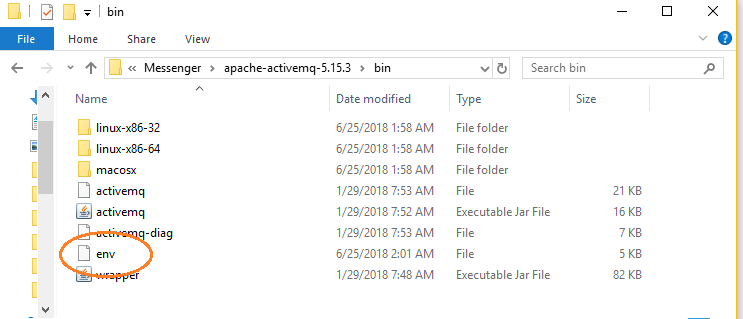 bin
File Home Share View
Messenger apache-activemq-5.15.3 bin Search bin
Name Date modified Type Size
linux-x86-32 6/25/2018 1:58 AM File folder
linux-x86-64 6/25/2018 1:58 AM File folder
macosx 6/25/2018 1:58 AM File folder
activemq 1/29/2018 7:53 AM File 21 KB
activemq 1/29/2018 7:52 AM Executable Jar File 16 KB
activemq-diag 1/29/2018 7:53 AM File 7 KB
env 6/25/2018 2:01 AM File 5 KB
wrapper 1/29/2018 7:48 AM Executable Jar File 82 KB